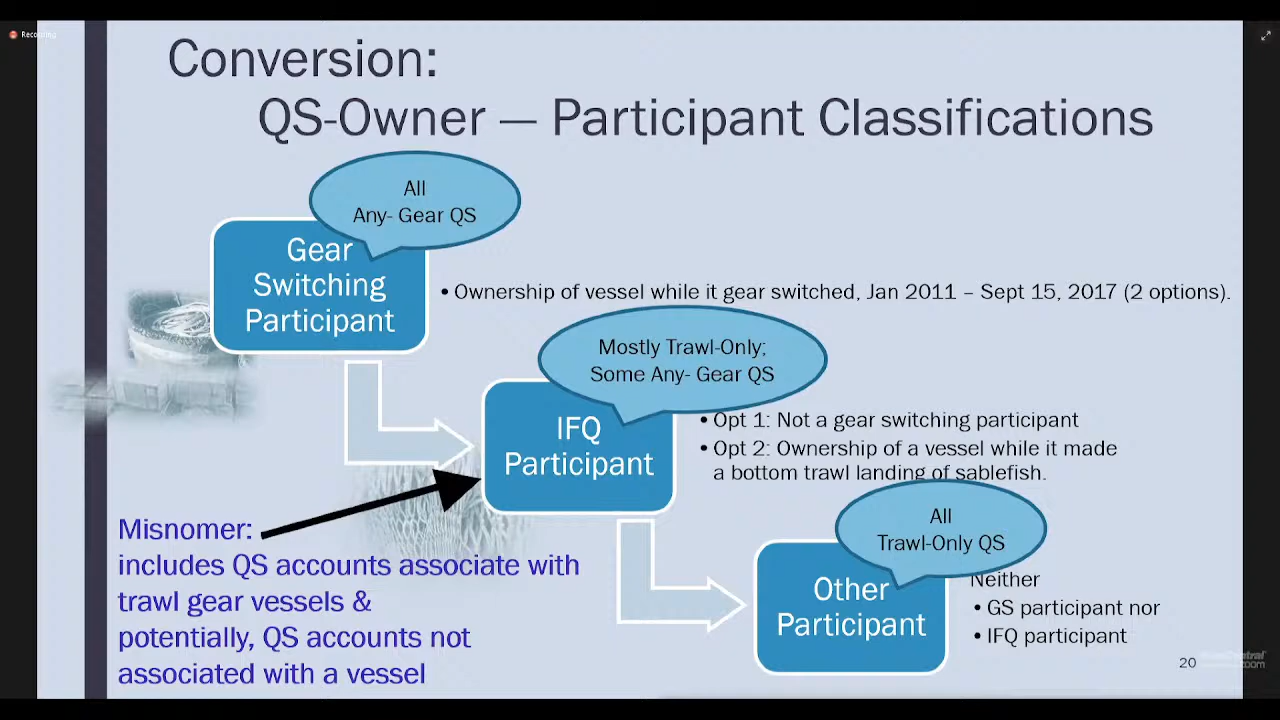 Recording
Conversion:
QS-Owner — Participant Classifications
All
Any- Gear QS
Gear
Switching
Participant
• Ownership of vessel while it gear switched, Jan 2011 – Sept 15, 2017 (2 options).
Mostly Trawl-Only;
Some Any- Gear QS
IFQ
Participant
• Opt 1: Not a gear switching participant
• Opt 2: Ownership of a vessel while it made
a bottom trawl landing of sablefish.
Misnomer:
includes QS accounts associate with
trawl gear vessels &
potentially, QS accounts not
associated with a vessel
All
Trawl-Only QS
Other
Participant
Neither
• GS participant nor
• IFQ participant
20
zoom